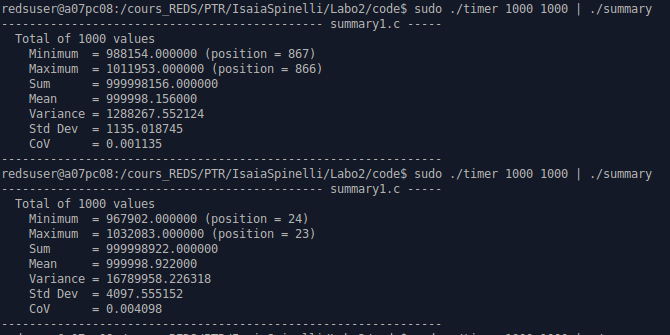 redsuser@a07pc08:/cours_REDS/PTR/IsaiaSpinelli/Labo2/code$ sudo ./timer 1000 1000 | ./summary
---------------------------------------------- summary1.c -----
  Total of 1000 values
    Minimum  = 988154.000000 (position = 867)
    Maximum  = 1011953.000000 (position = 866)
    Sum      = 999998156.000000
    Mean     = 999998.156000
    Variance = 1288267.552124
    Std Dev  = 1135.018745
    CoV      = 0.001135
---------------------------------------------------------------
redsuser@a07pc08:/cours_REDS/PTR/IsaiaSpinelli/Labo2/code$ sudo ./timer 1000 1000 | ./summary
---------------------------------------------- summary1.c -----
  Total of 1000 values
    Minimum  = 967902.000000 (position = 24)
    Maximum  = 1032083.000000 (position = 23)
    Sum      = 999998922.000000
    Mean     = 999998.922000
    Variance = 16789958.226318
    Std Dev  = 4097.555152
    CoV      = 0.004098
---------------------------------------------------------------